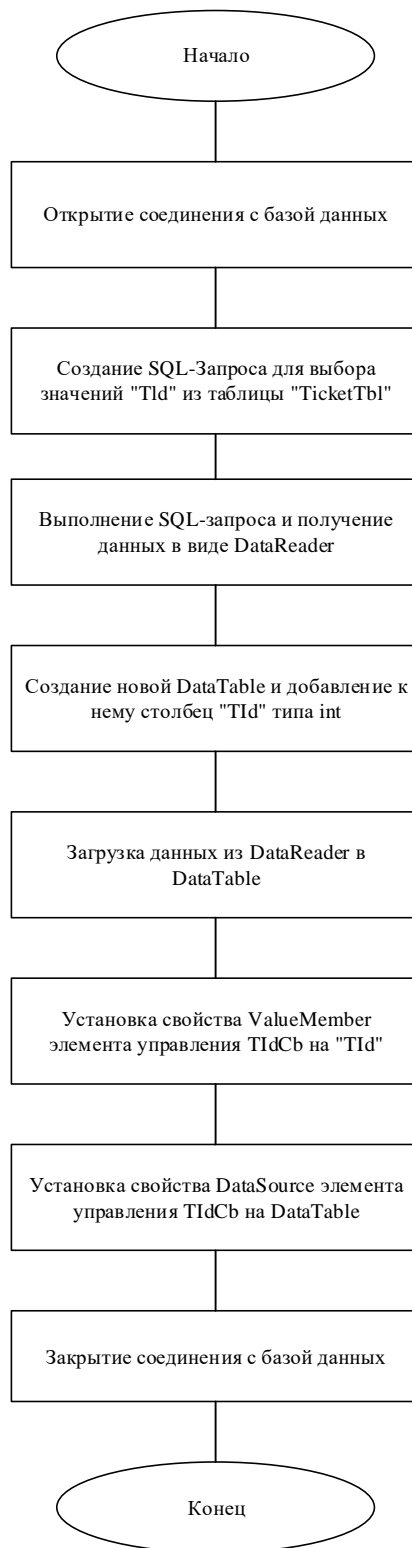 Начало
Открытие соединения с базой данных
Создание SQL-Запроса для выбора
значений "Tld" из таблицы "TicketTbl"
Выполнение SQL-запроса и получение
данных в виде DataReader
Создание новой DataTable и добавление к
нему столбец "TId" типа int
Загрузка данных из DataReader в
DataTable
Установка свойства ValueMember
элемента управления TIdCb на "TId"
Установка свойства DataSource элемента
управления TIdCb на DataTable
Закрытие соединения с базой данных
Конец